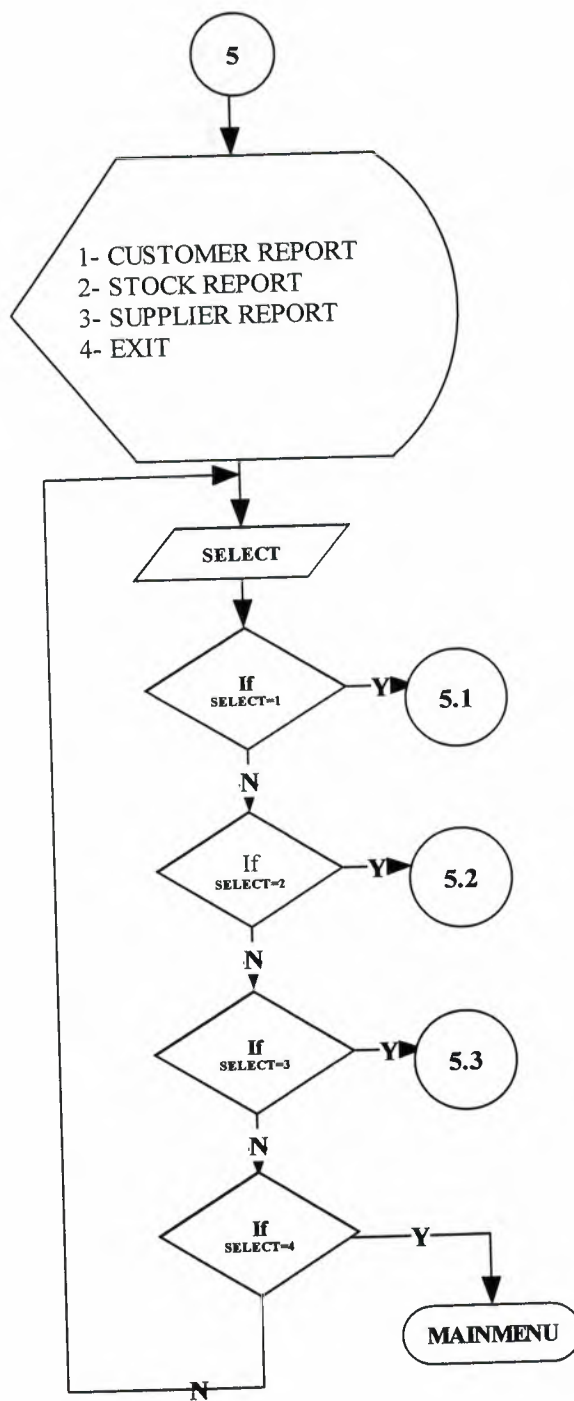 5
1- CUSTOMER REPORT
2- STOCK REPORT
3- SUPPLIER REPORT
4- EXIT
SELECT
If
SELECT=1
Y
5.1
N
If
SELECT=2
Y
5.2
N
If
SELECT=3
Y
5.3
N
If
SELECT=4
Y
MAINMENU
N